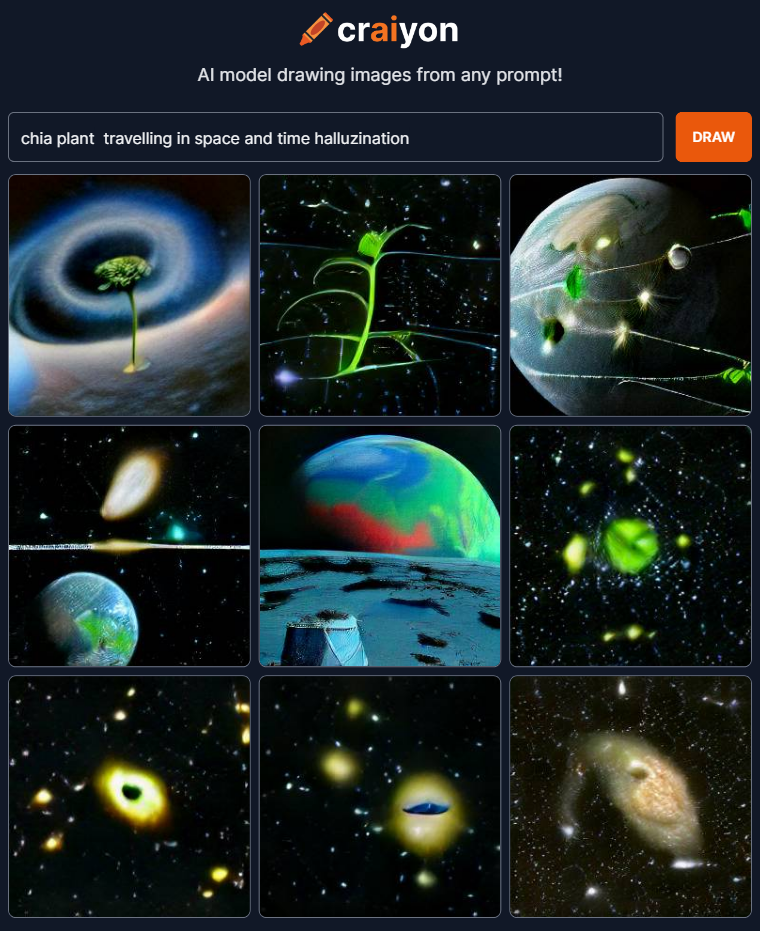 craiyon
AI model drawing images from any prompt!
chia plant  travelling in space and time halluzination
DRAW